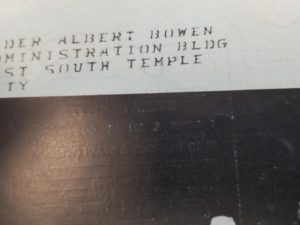 DER ALBERT BOWEN
MINISTRATION BLDG
ST SOUTH TEMPLE
TY